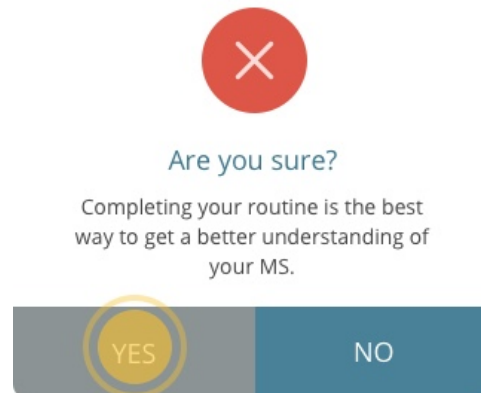 Are you sure?
Completing your routine is the best
way to get a better understanding of
your MS.
YES NO